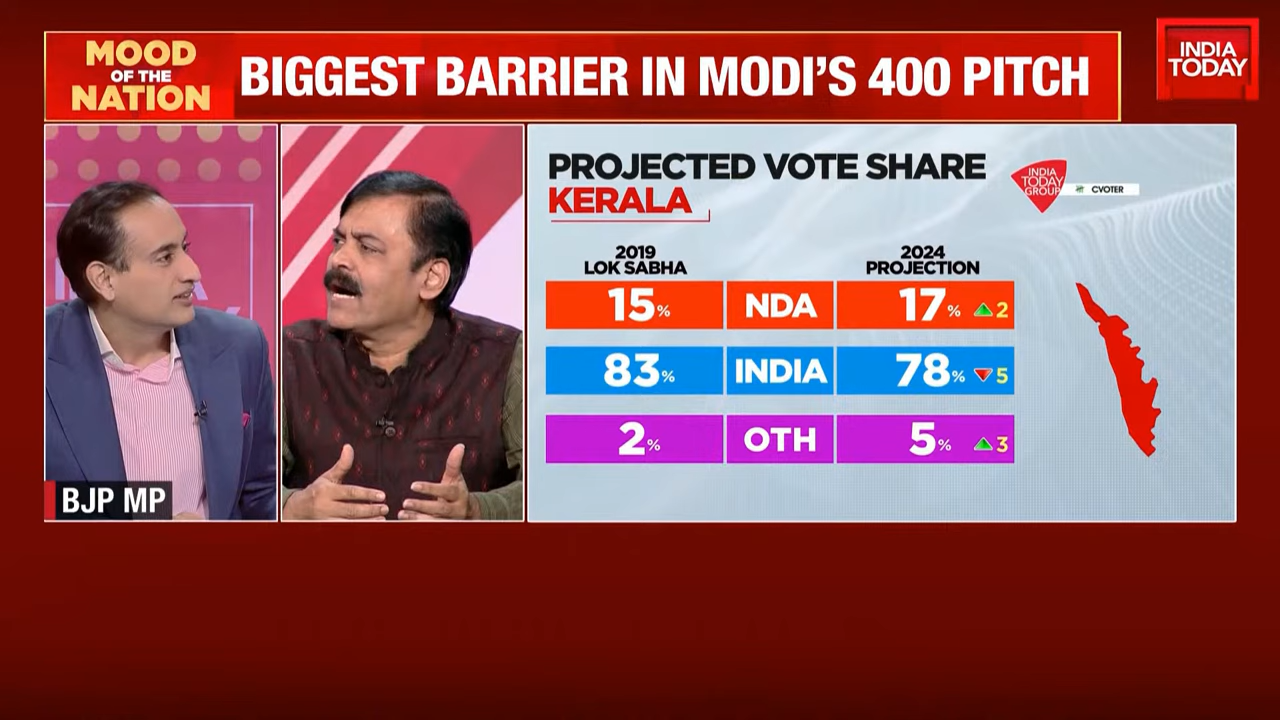 MOOD
OF THE
NATION
BIGGEST BARRIER IN MODI'S 400 PITCH
INDIA
TODAY
PROJECTED VOTE SHARE
KERALA
INDIA
TODAY
GROUP
CVOTER
2019
LOK SABHA
2024
PROJECTION
15% NDA 17% 2
83% INDIA 78% 5
2% OTH 5% 3
BJP MP